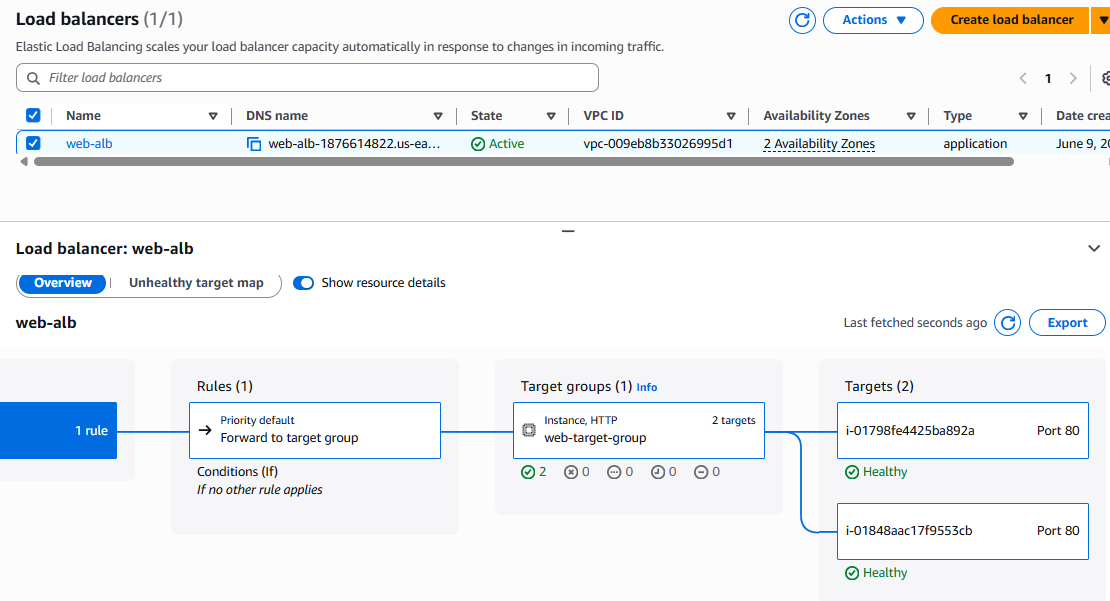 Load balancers (1/1)
Actions
Create load balancer
Elastic Load Balancing scales your load balancer capacity automatically in response to changes in incoming traffic.
Filter load balancers
1
Name DNS name State VPC ID Availability Zones Type Date crea
web-alb web-alb-1876614822.us-ea... Active vpc-009eb8b33026995d1 2 Availability Zones application June 9, 20
Load balancer: web-alb
Overview Unhealthy target map Show resource details
web-alb
Last fetched seconds ago Export
1 rule
Rules (1)
Priority default
Forward to target group
Conditions (If)
If no other rule applies
Target groups (1) Info
Instance, HTTP 2 targets
web-target-group
2 0 0 0 0
Targets (2)
i-01798fe4425ba892a Port 80
Healthy
i-01848aac17f9553cb Port 80
Healthy